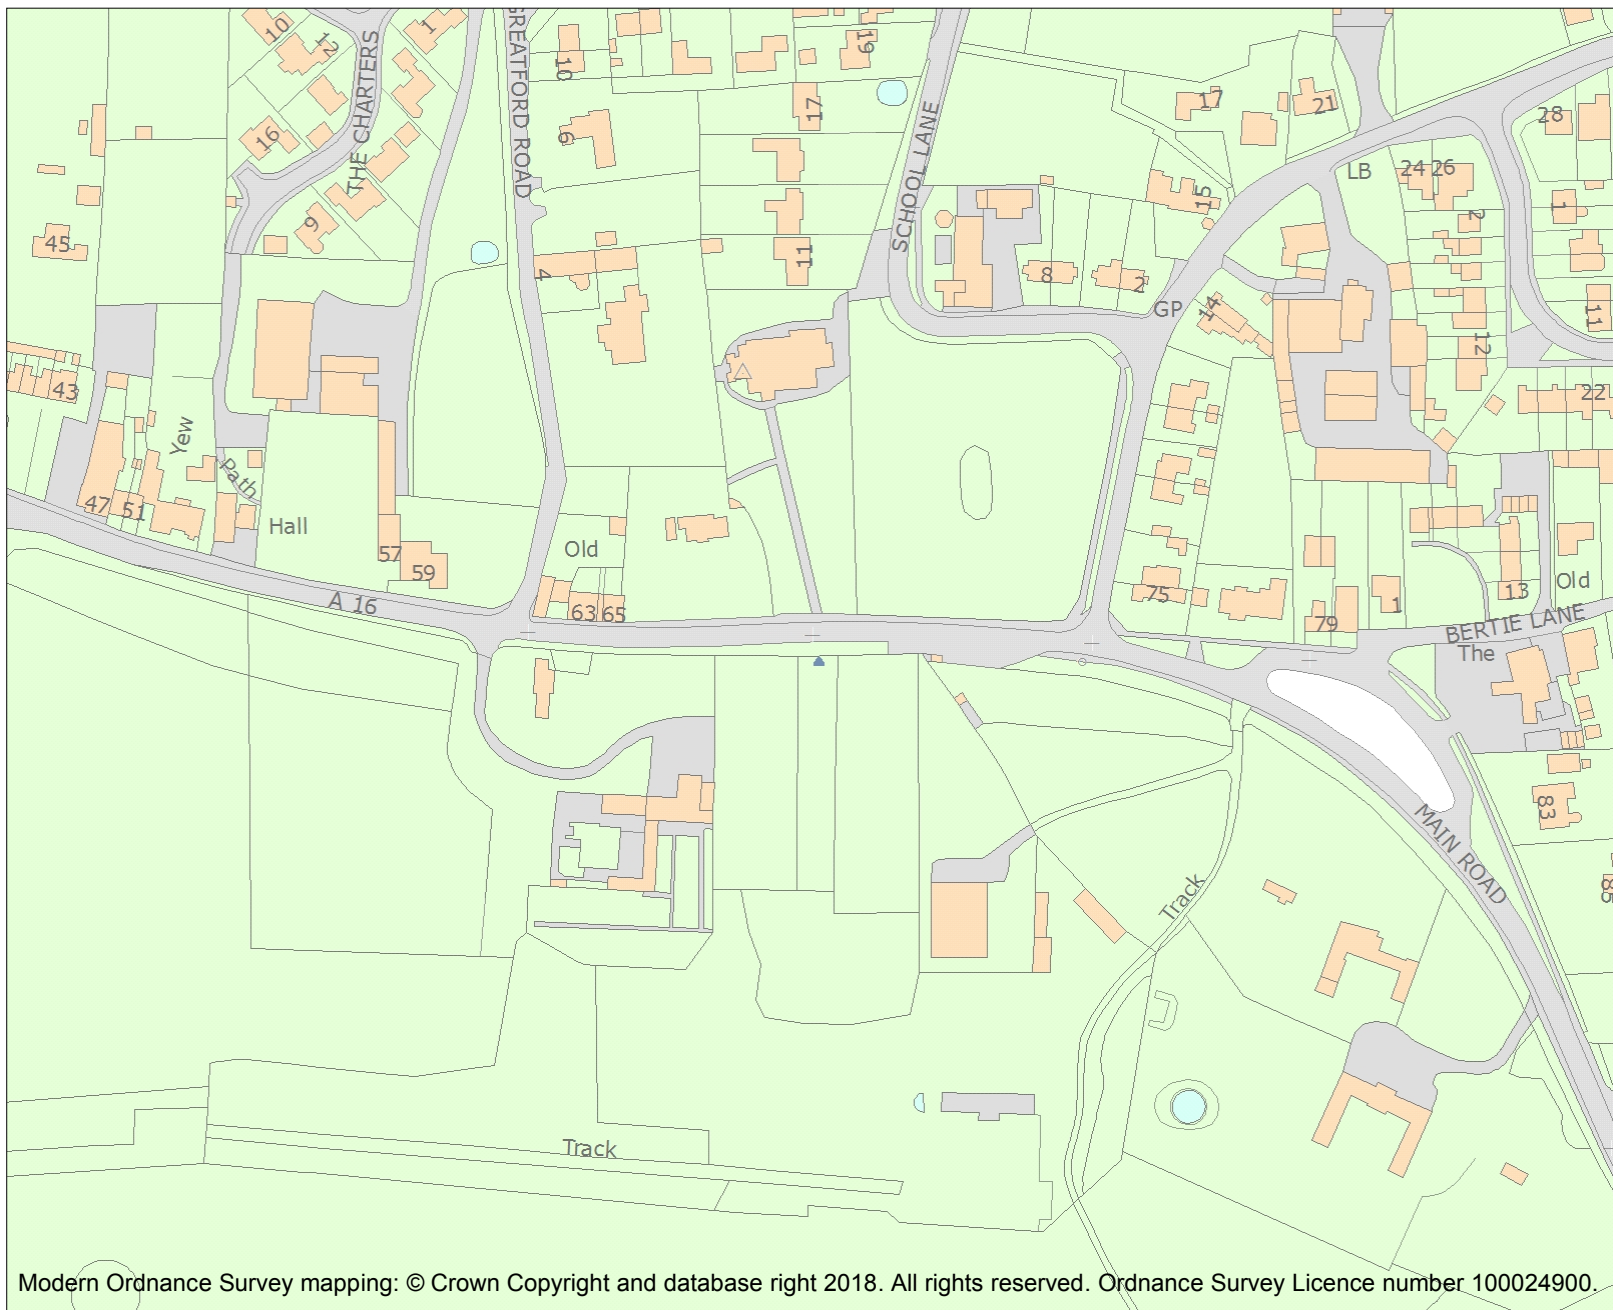 10
12
1
THE CHARTERS
GREATFORD ROAD
10
19
17
17
21
28
16
6
SCHOOL LANE
LB
24 26
15
1
2
9
45
4
11
8
2
GP
14
11
12
43
22
Yew
Path
47
51
Hall
57
59
Old
63 65
A 16
75
79
1
13
Old
BERTIE LANE
The
83
MAIN ROAD
85
Track
Track
Modern Ordnance Survey mapping: © Crown Copyright and database right 2018. All rights reserved. Ordnance Survey Licence number 100024900.